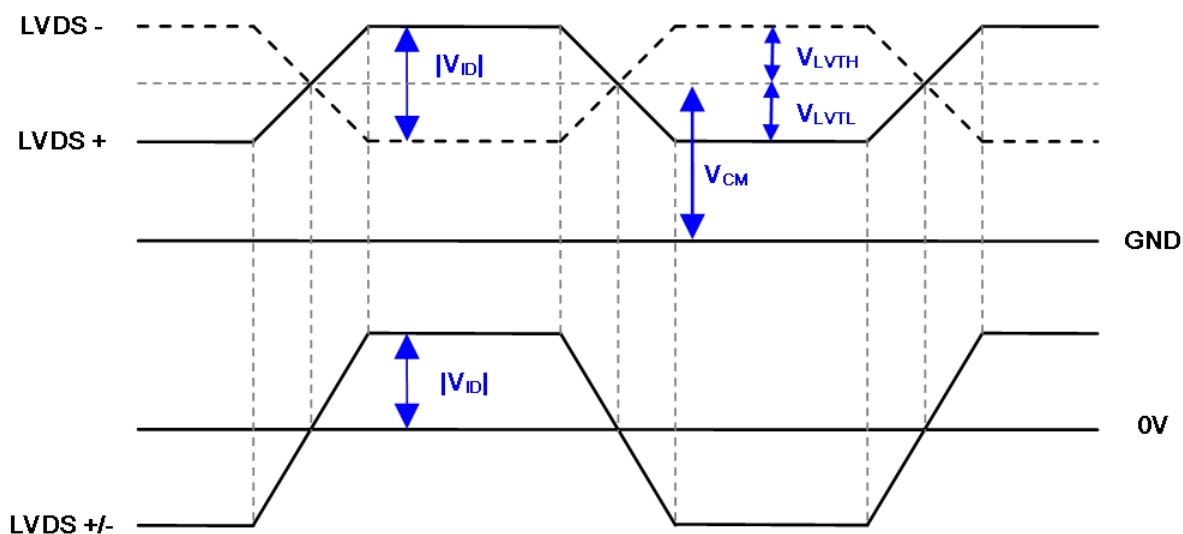 LVDS -
|VID|
VLVTH
VLVTL
LVDS +
VCM
GND
|VID|
0V
LVDS +/-